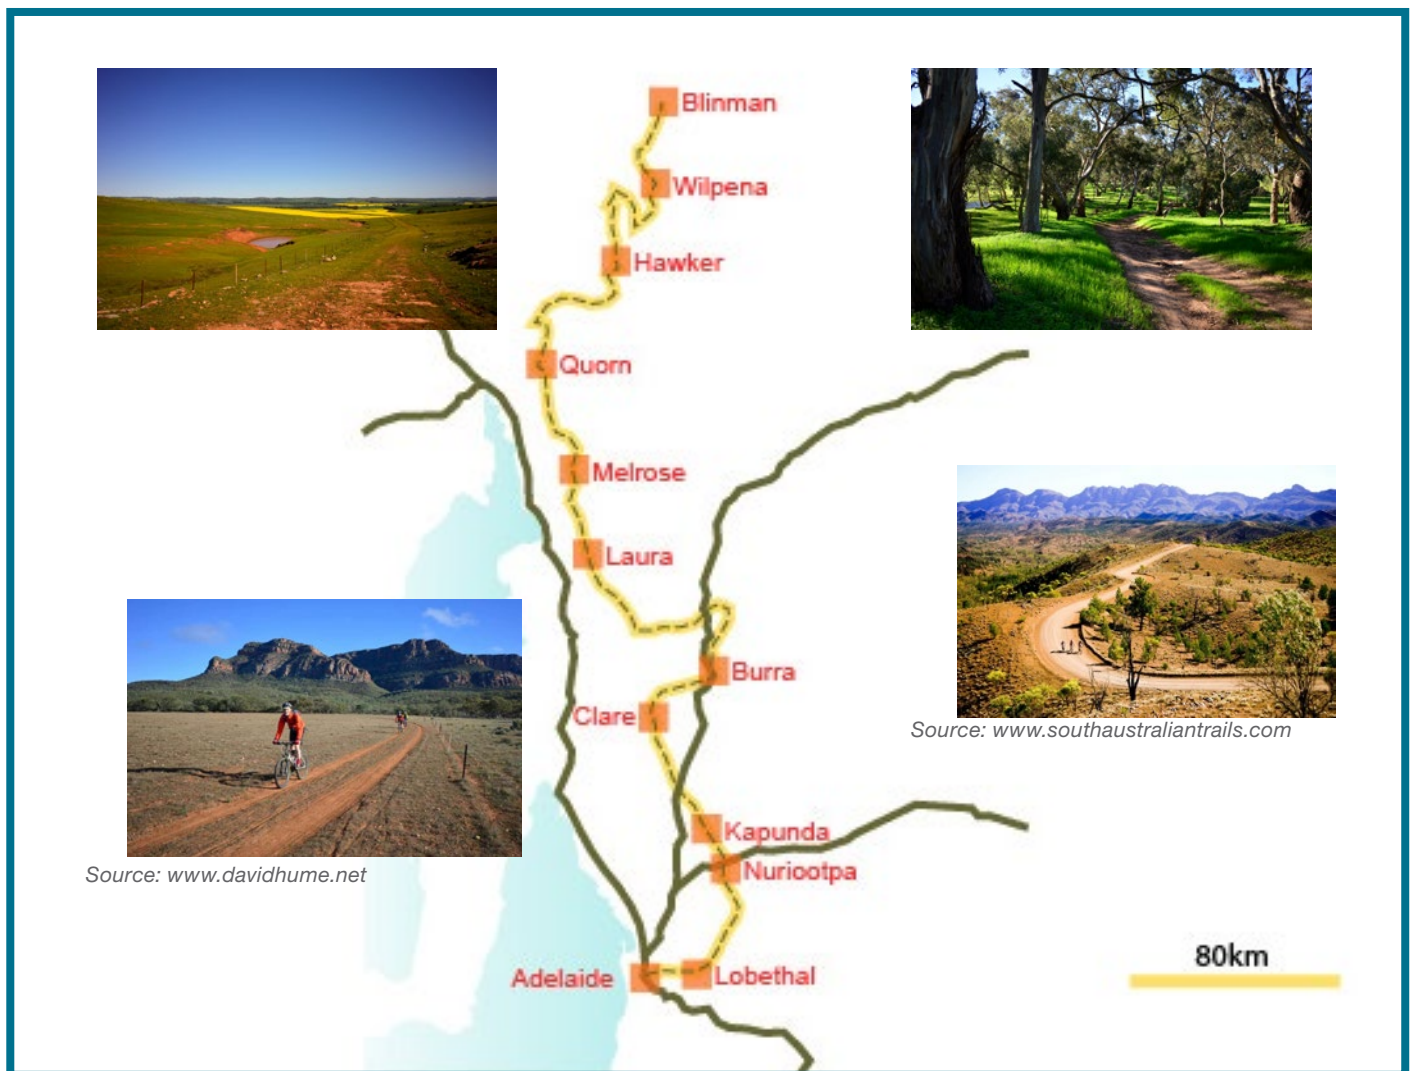 Blinman
Wilpena
Hawker
Quorn
Melrose
Laura
Burra
Clare
Source: www.southaustraliantrails.com
Kapunda
Nuriootpa
Source: www.davidhume.net
80km
Adelaide
Lobethal